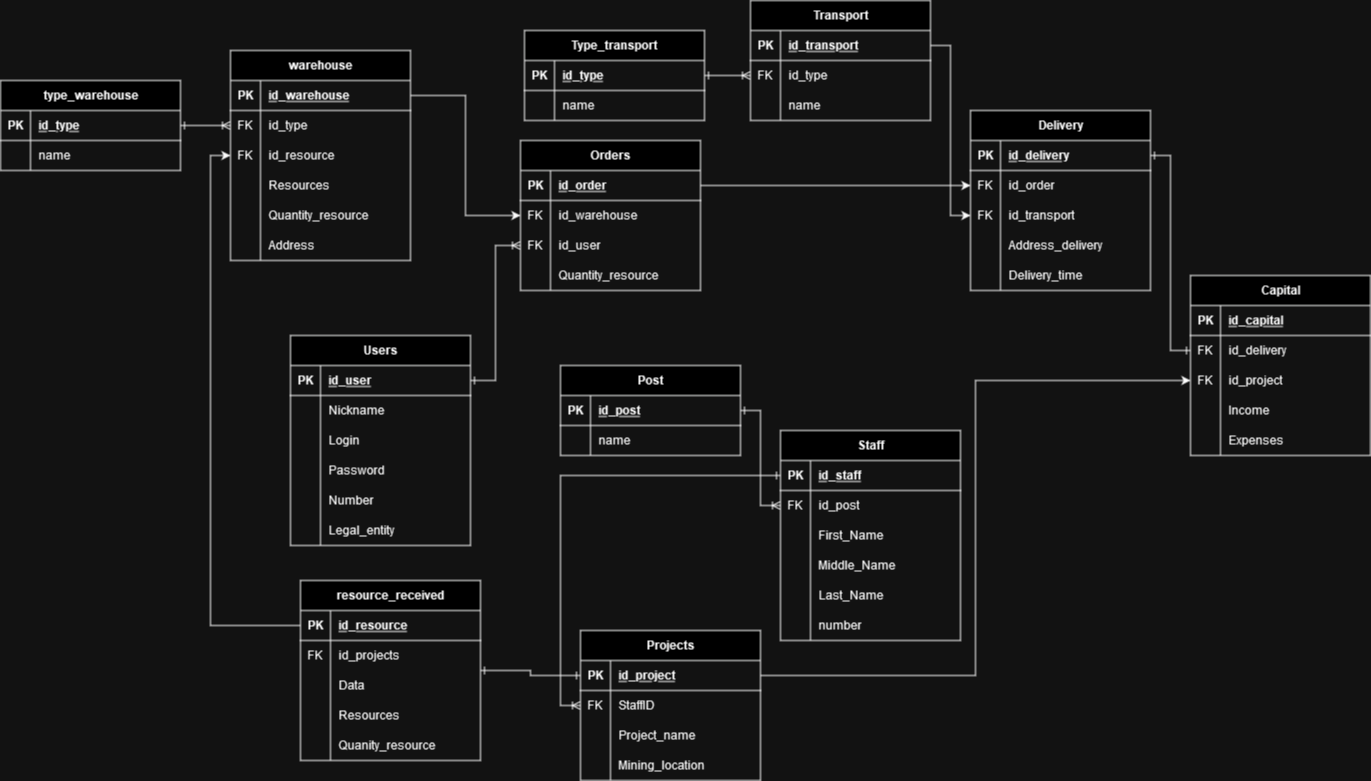 type_warehouse
PK id_type
name
warehouse
PK id_warehouse
FK id_type
FK id_resource
Resources
Quantity_resource
Address
Type_transport
PK id_type
name
Transport
PK id_transport
FK id_type
name
Orders
PK id_order
FK id_warehouse
FK id_user
Quantity_resource
Delivery
PK id_delivery
FK id_order
FK id_transport
Address_delivery
Delivery_time
Capital
PK id_capital
FK id_delivery
FK id_project
Income
Expenses
Users
PK id_user
Nickname
Login
Password
Number
Legal_entity
Post
PK id_post
name
Staff
PK id_staff
FK id_post
First_Name
Middle_Name
Last_Name
number
resource_received
PK id_resource
FK id_projects
Data
Resources
Quanity_resource
Projects
PK id_project
FK StaffID
Project_name
Mining_location